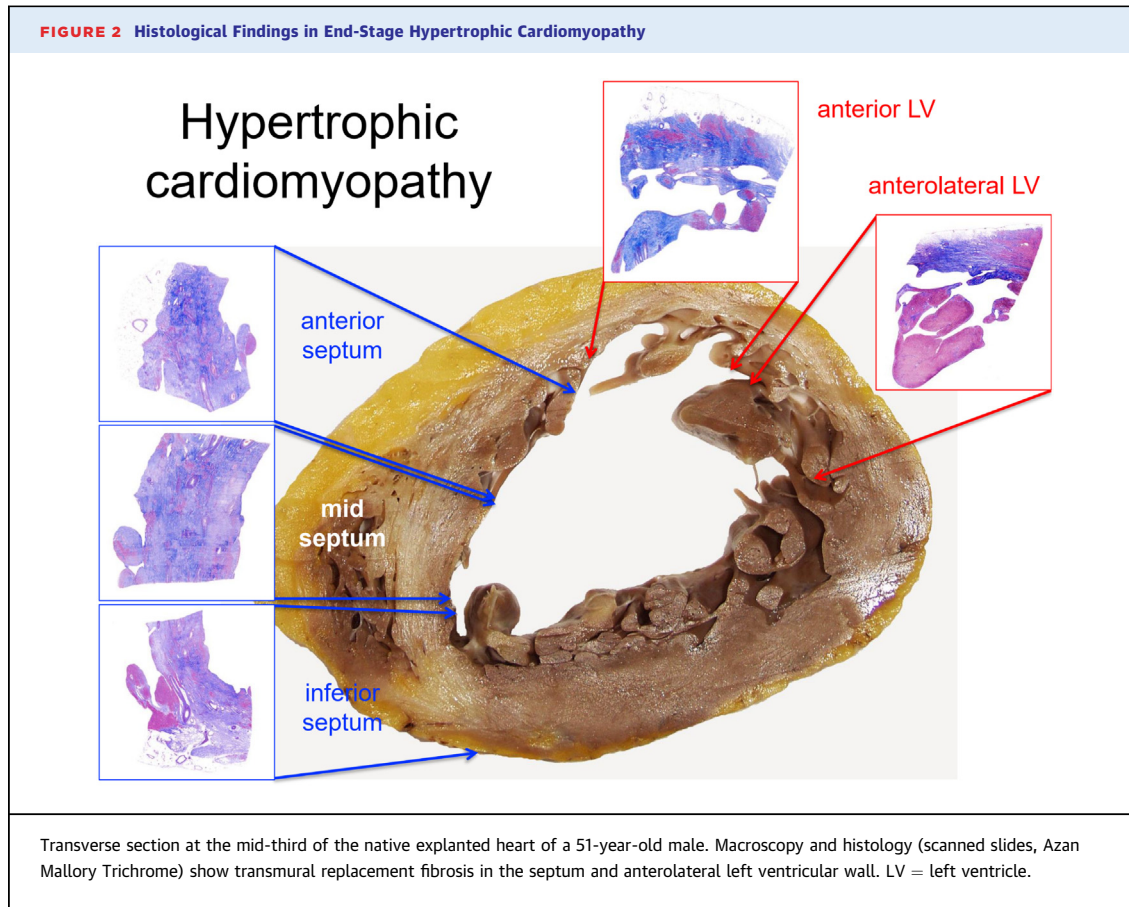 FIGURE 2 Histological Findings in End-Stage Hypertrophic Cardiomyopathy
Hypertrophic
cardiomyopathy
anterior LV
anterolateral LV
anterior
septum
mid
septum
inferior
septum
Transverse section at the mid-third of the native explanted heart of a 51-year-old male. Macroscopy and histology (scanned slides, Azan
Mallory Trichrome) show transmural replacement fibrosis in the septum and anterolateral left ventricular wall. LV = left ventricle.